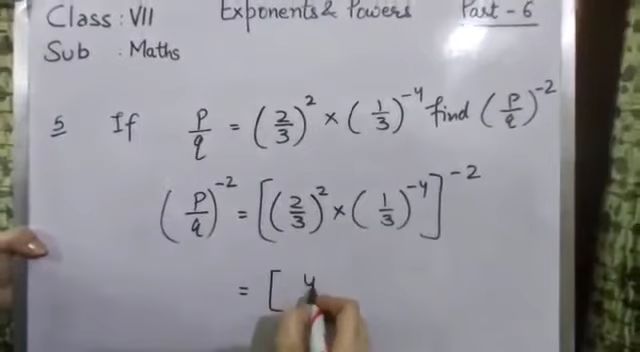 Class : VII Exponents & Powers Part - 6
Sub : Maths
5 If p/q = (2/3)² × (1/3)⁻⁴ find (p/q)⁻²
(p/q)⁻² = [(2/3)² × (1/3)⁻⁴]⁻²
= [ 4